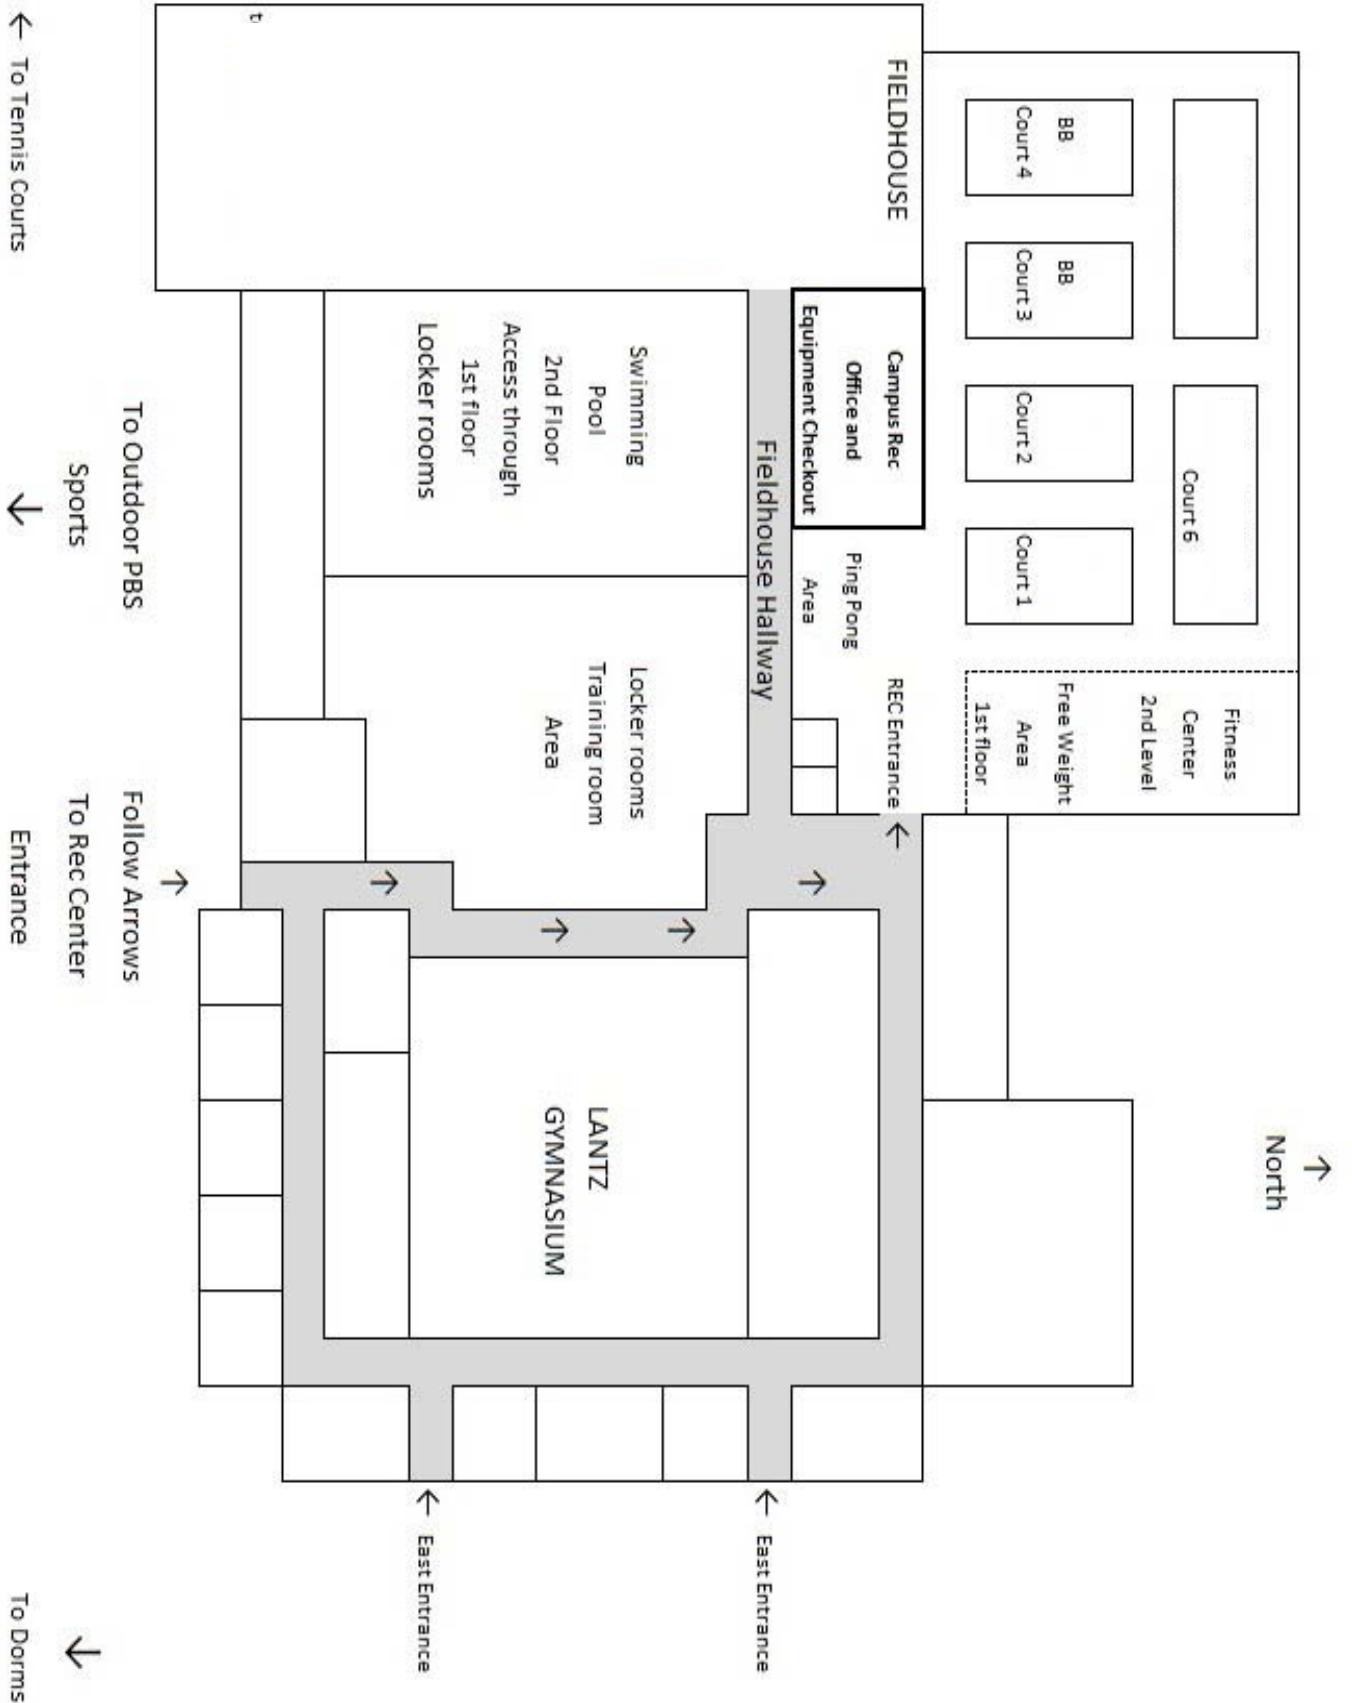 North
Fitness
Center
2nd Level
Free Weight
Area
1st floor
Court 6
BB
Court 4
BB
Court 3
Court 2
Court 1
FIELDHOUSE
Campus Rec
Office and
Equipment Checkout
REC Entrance
Ping Pong
Area
Fieldhouse Hallway
East Entrance
Swimming
Pool
2nd Floor
Access through
1st floor
Locker rooms
Locker rooms
Training room
Area
LANTZ
GYMNASIUM
East Entrance
t
To Outdoor PBS
Sports
Follow Arrows
To Rec Center
Entrance
To Tennis Courts
To Dorms